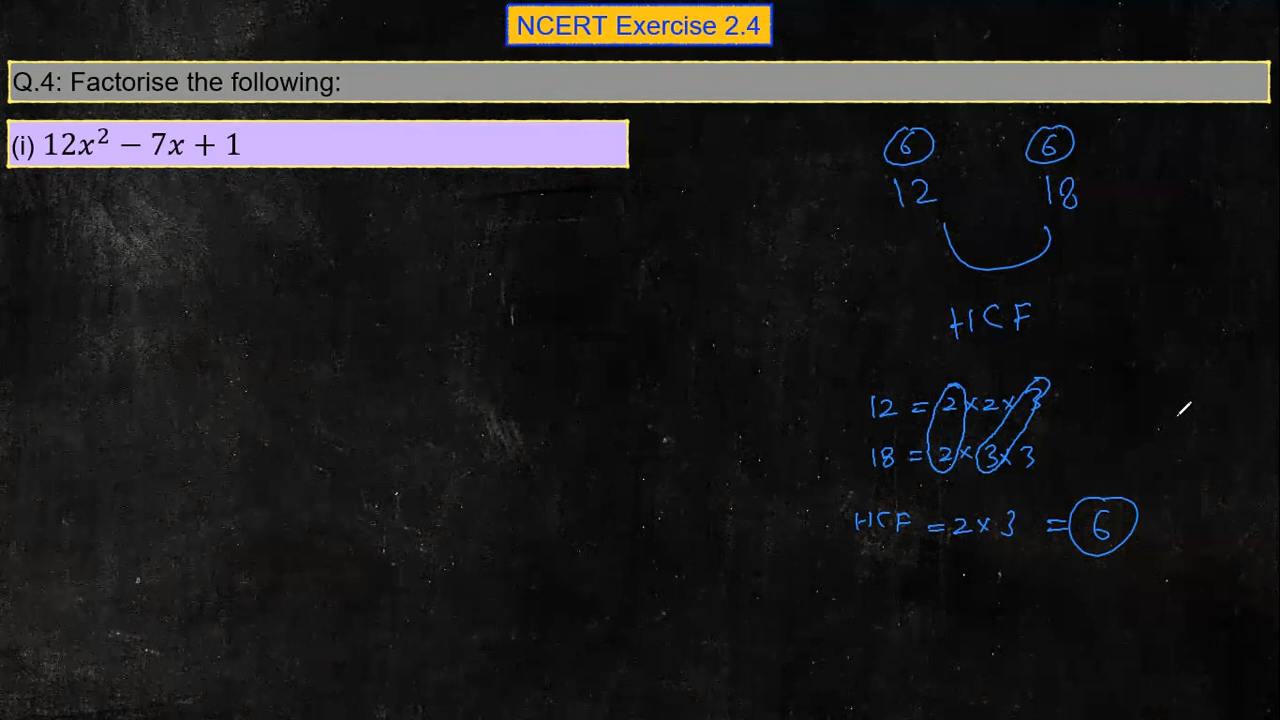 NCERT Exercise 2.4
Q.4: Factorise the following:
(i) 12x² − 7x + 1
6 6
12 18
HCF
12 = 2 × 2 × 3
18 = 2 × 3 × 3
HCF = 2 × 3 = 6